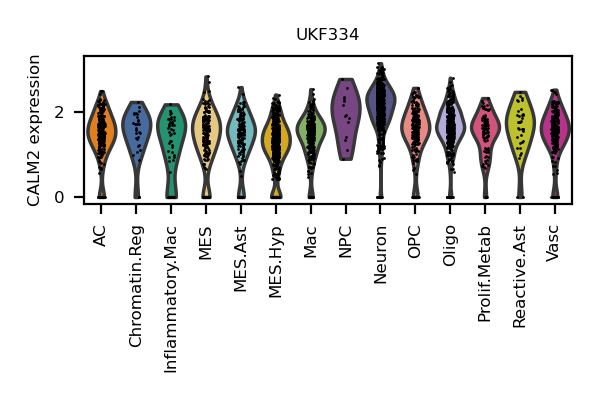 UKF334
CALM2 expression
2
0
AC
Chromatin.Reg
Inflammatory.Mac
MES
MES.Ast
MES.Hyp
Mac
NPC
Neuron
OPC
Oligo
Prolif.Metab
Reactive.Ast
Vasc